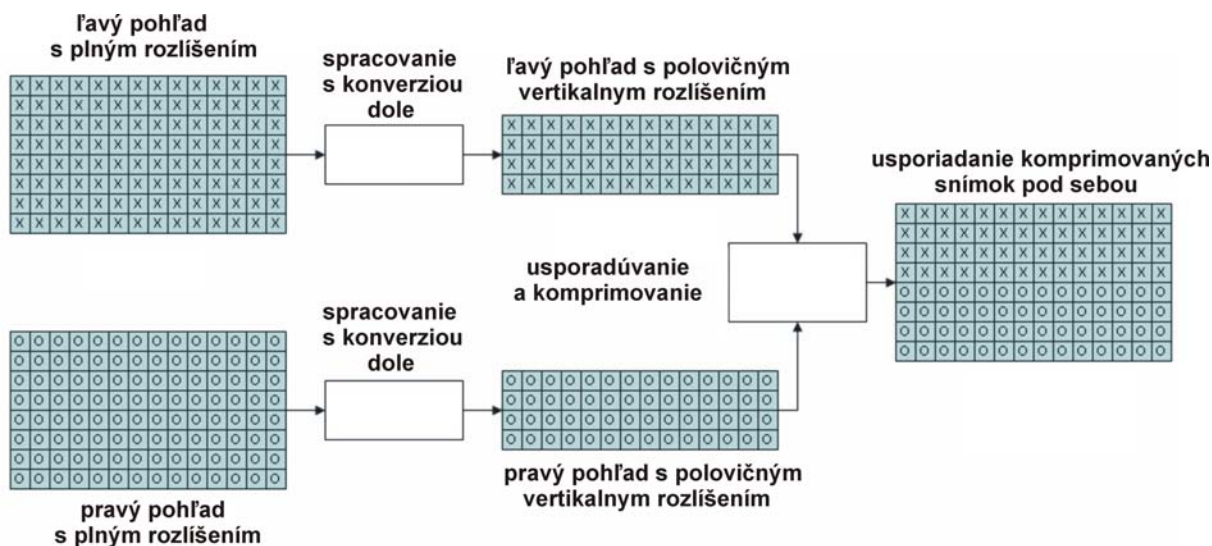 ľavý pohľad
s plným rozlíšením
spracovanie
s konverziou
dole
ľavý pohľad s polovičným
vertikalnym rozlíšením
usporiadanie komprimovaných
snímok pod sebou
usporadúvanie
a komprimovanie
spracovanie
s konverziou
dole
pravý pohľad s polovičným
vertikalnym rozlíšením
pravý pohľad
s plným rozlíšením